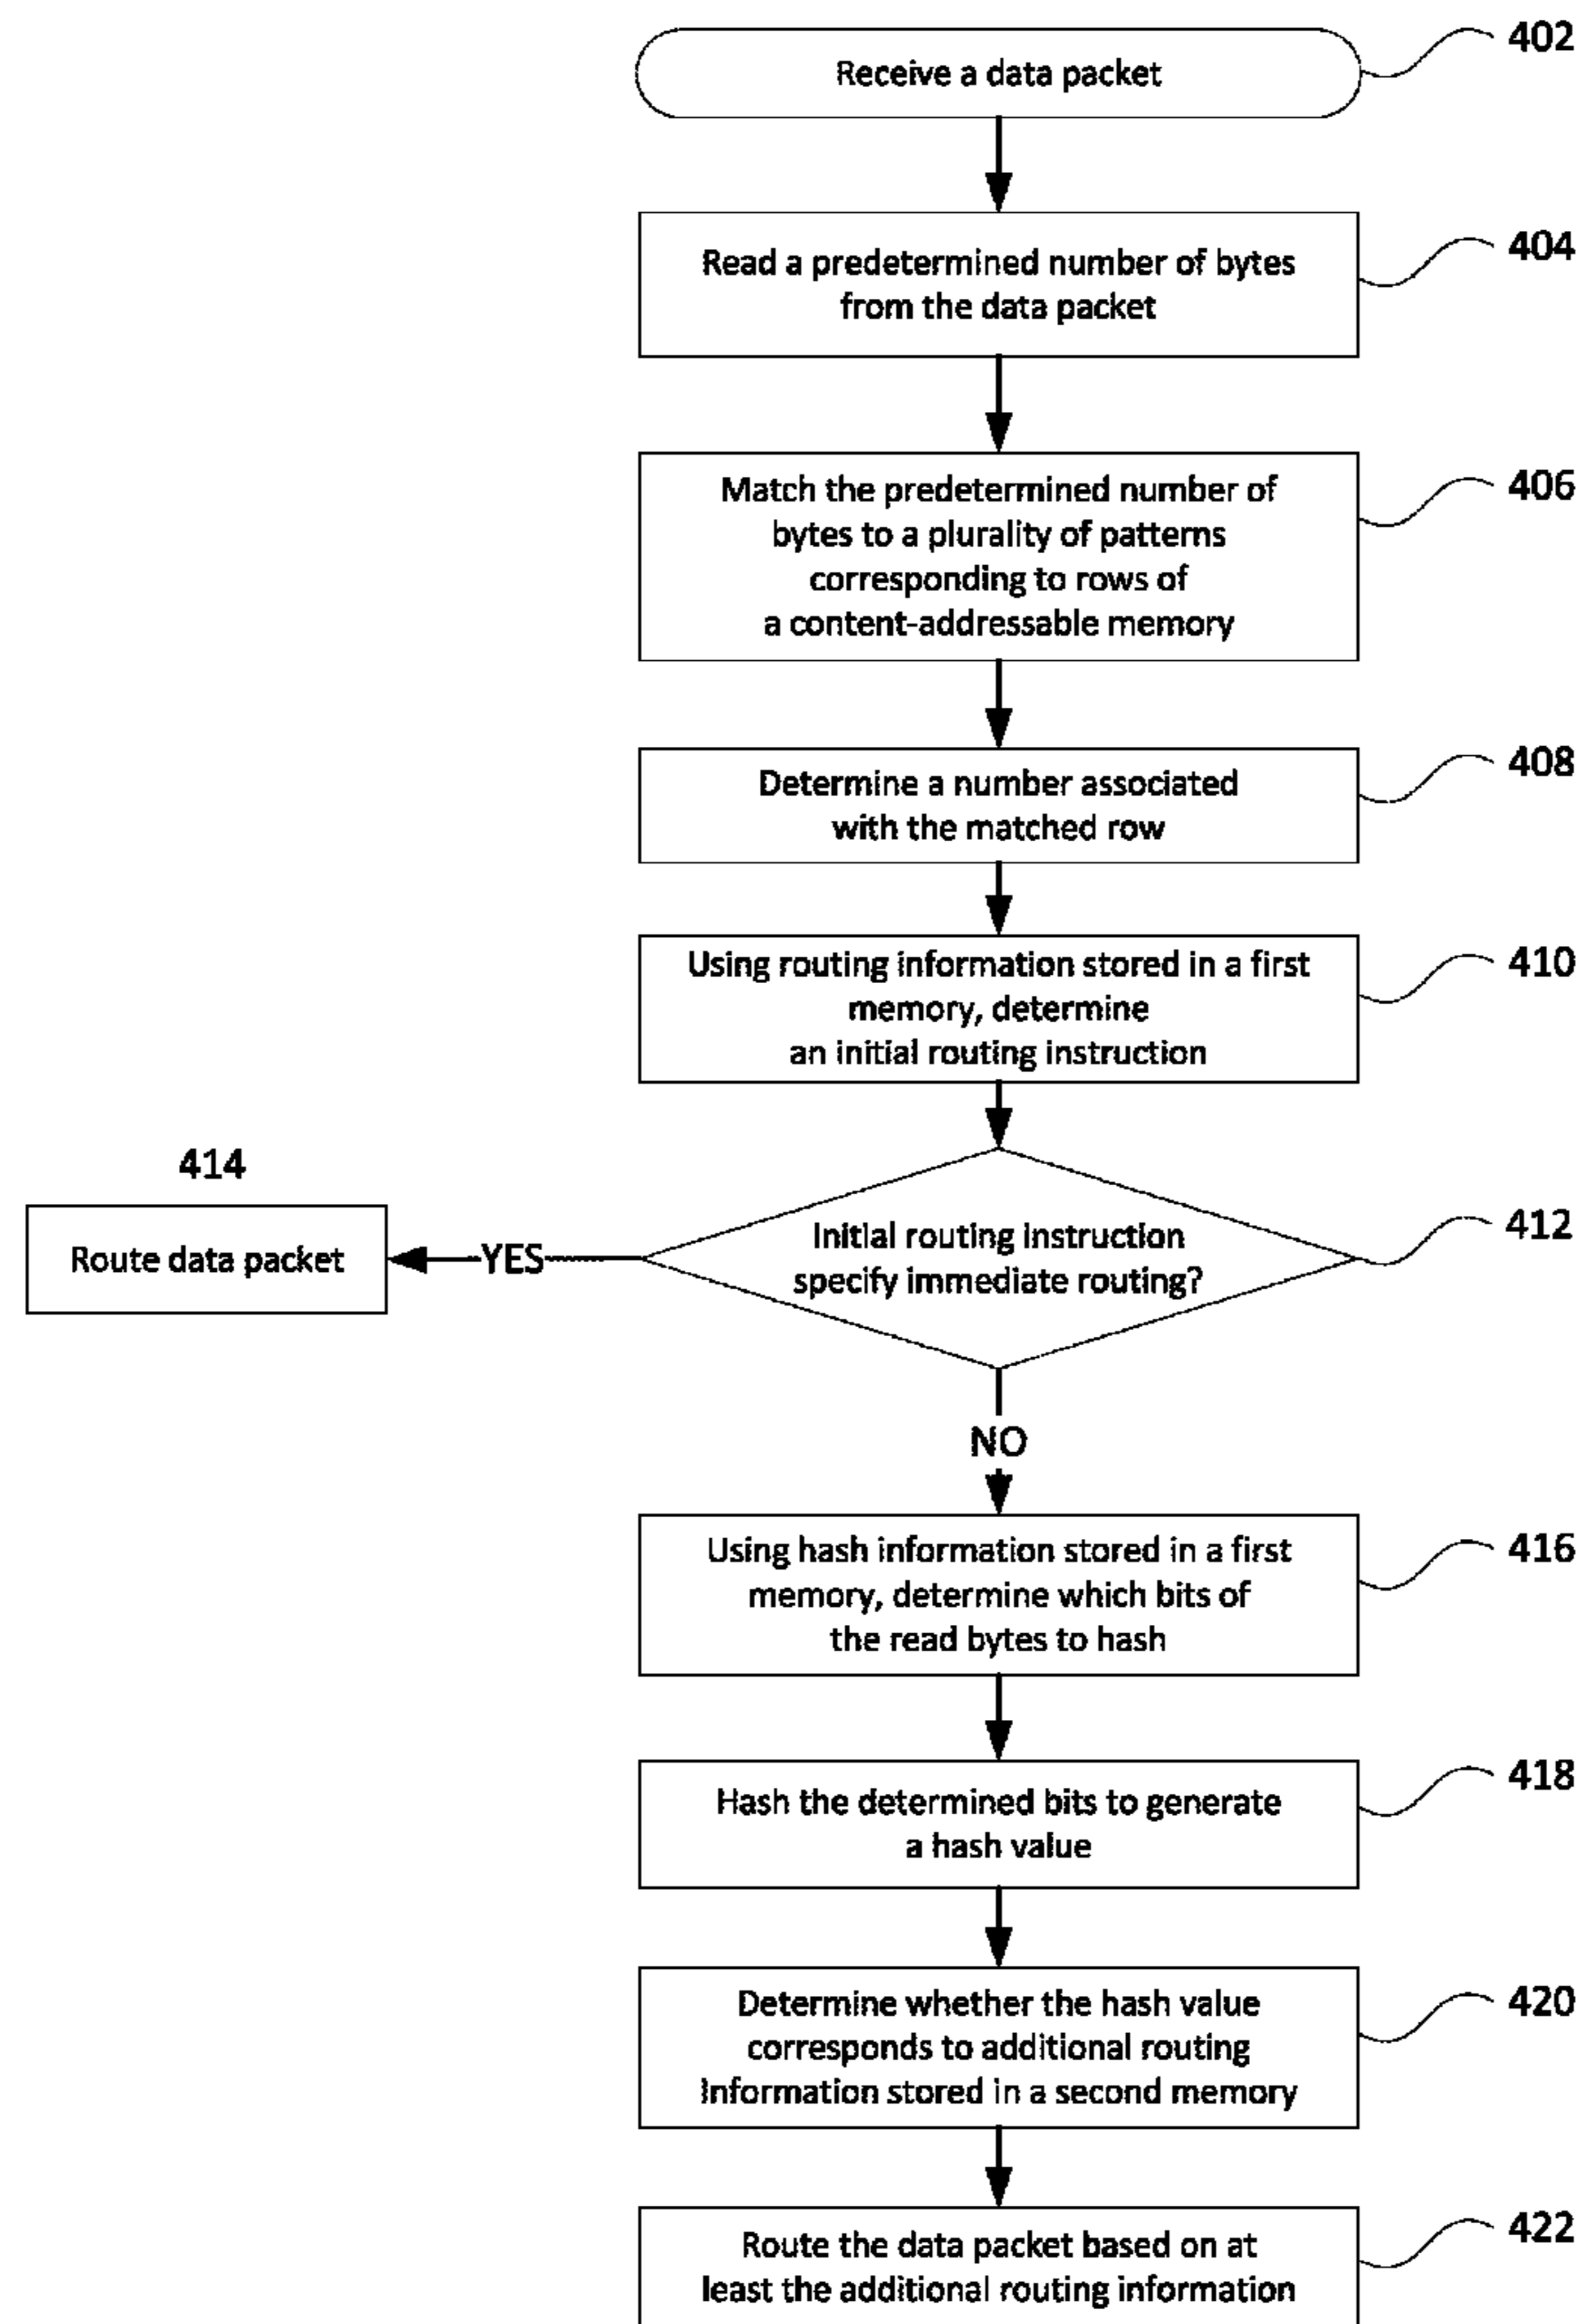 Receive a data packet
402
Read a predetermined number of bytes
from the data packet
404
Match the predetermined number of
bytes to a plurality of patterns
corresponding to rows of
a content-addressable memory
406
Determine a number associated
with the matched row
408
Using routing information stored in a first
memory, determine
an initial routing instruction
410
Initial routing instruction
specify immediate routing?
412
YES
414
Route data packet
NO
Using hash information stored in a first
memory, determine which bits of
the read bytes to hash
416
Hash the determined bits to generate
a hash value
418
Determine whether the hash value
corresponds to additional routing
Information stored in a second memory
420
Route the data packet based on at
least the additional routing information
422